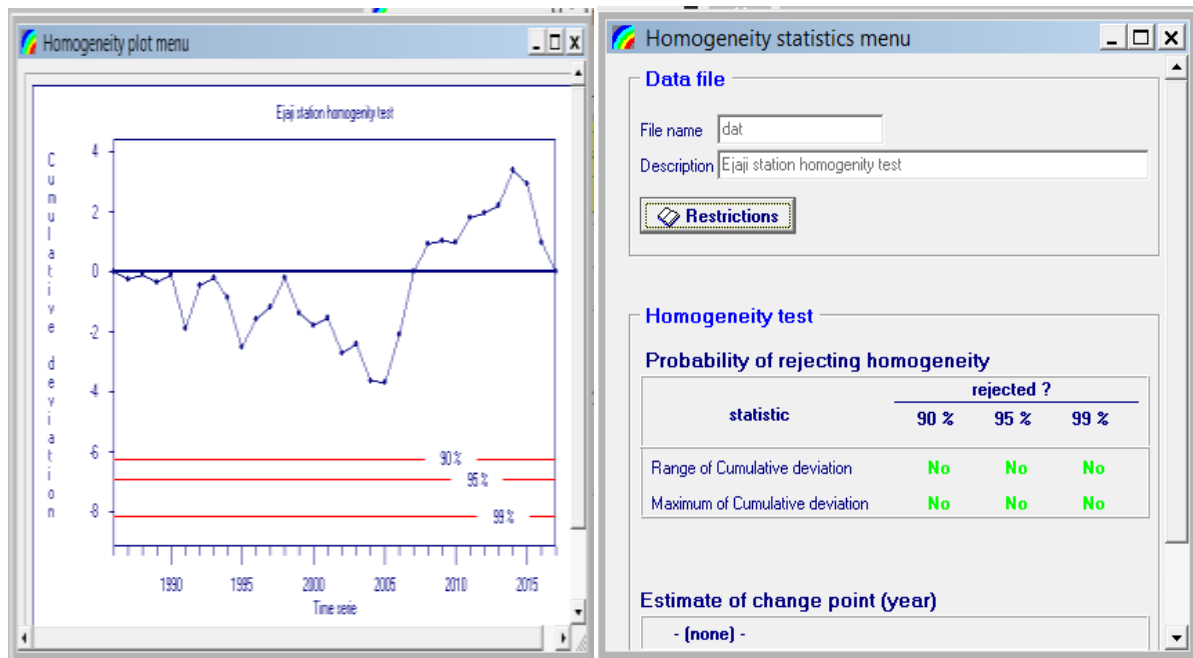 Homogeneity plot menu
Ejaji station homogenity test
Cumulative deviation
4
2
0
-2
-4
-6
-8
90 %
95 %
99 %
1990 1995 2000 2005 2010 2015
Time serie
Homogeneity statistics menu
Data file
File name dat
Description Ejaji station homogenity test
Restrictions
Homogeneity test
Probability of rejecting homogeneity
rejected ?
statistic 90 % 95 % 99 %
Range of Cumulative deviation No No No
Maximum of Cumulative deviation No No No
Estimate of change point (year)
- (none) -